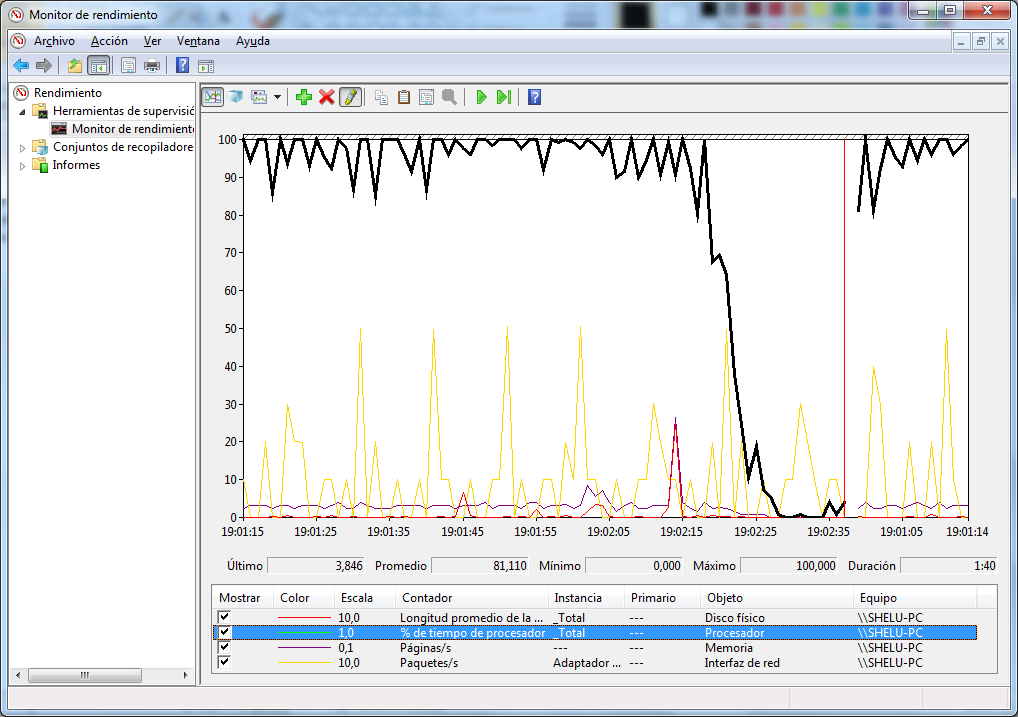 Monitor de rendimiento
Archivo Acción Ver Ventana Ayuda
Rendimiento
Herramientas de supervisió
Monitor de rendimient
Conjuntos de recopiladore
Informes
100
90
80
70
60
50
40
30
20
10
0
19:01:15 19:01:25 19:01:35 19:01:45 19:01:55 19:02:05 19:02:15 19:02:25 19:02:35 19:01:05 19:01:14
Último 3,846 Promedio 81,110 Mínimo 0,000 Máximo 100,000 Duración 1:40
Mostrar Color Escala Contador Instancia Primario Objeto Equipo
10,0 Longitud promedio de la ... _Total --- Disco físico \\SHELU-PC
1,0 % de tiempo de procesador _Total --- Procesador \\SHELU-PC
0,1 Páginas/s --- --- Memoria \\SHELU-PC
10,0 Paquetes/s Adaptador ... --- Interfaz de red \\SHELU-PC